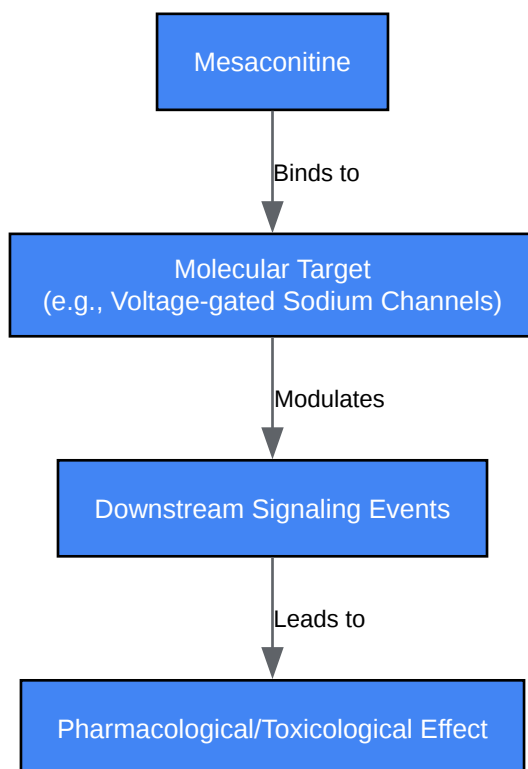 Mesaconitine
Binds to
Molecular Target
(e.g., Voltage-gated Sodium Channels)
Modulates
Downstream Signaling Events
Leads to
Pharmacological/Toxicological Effect